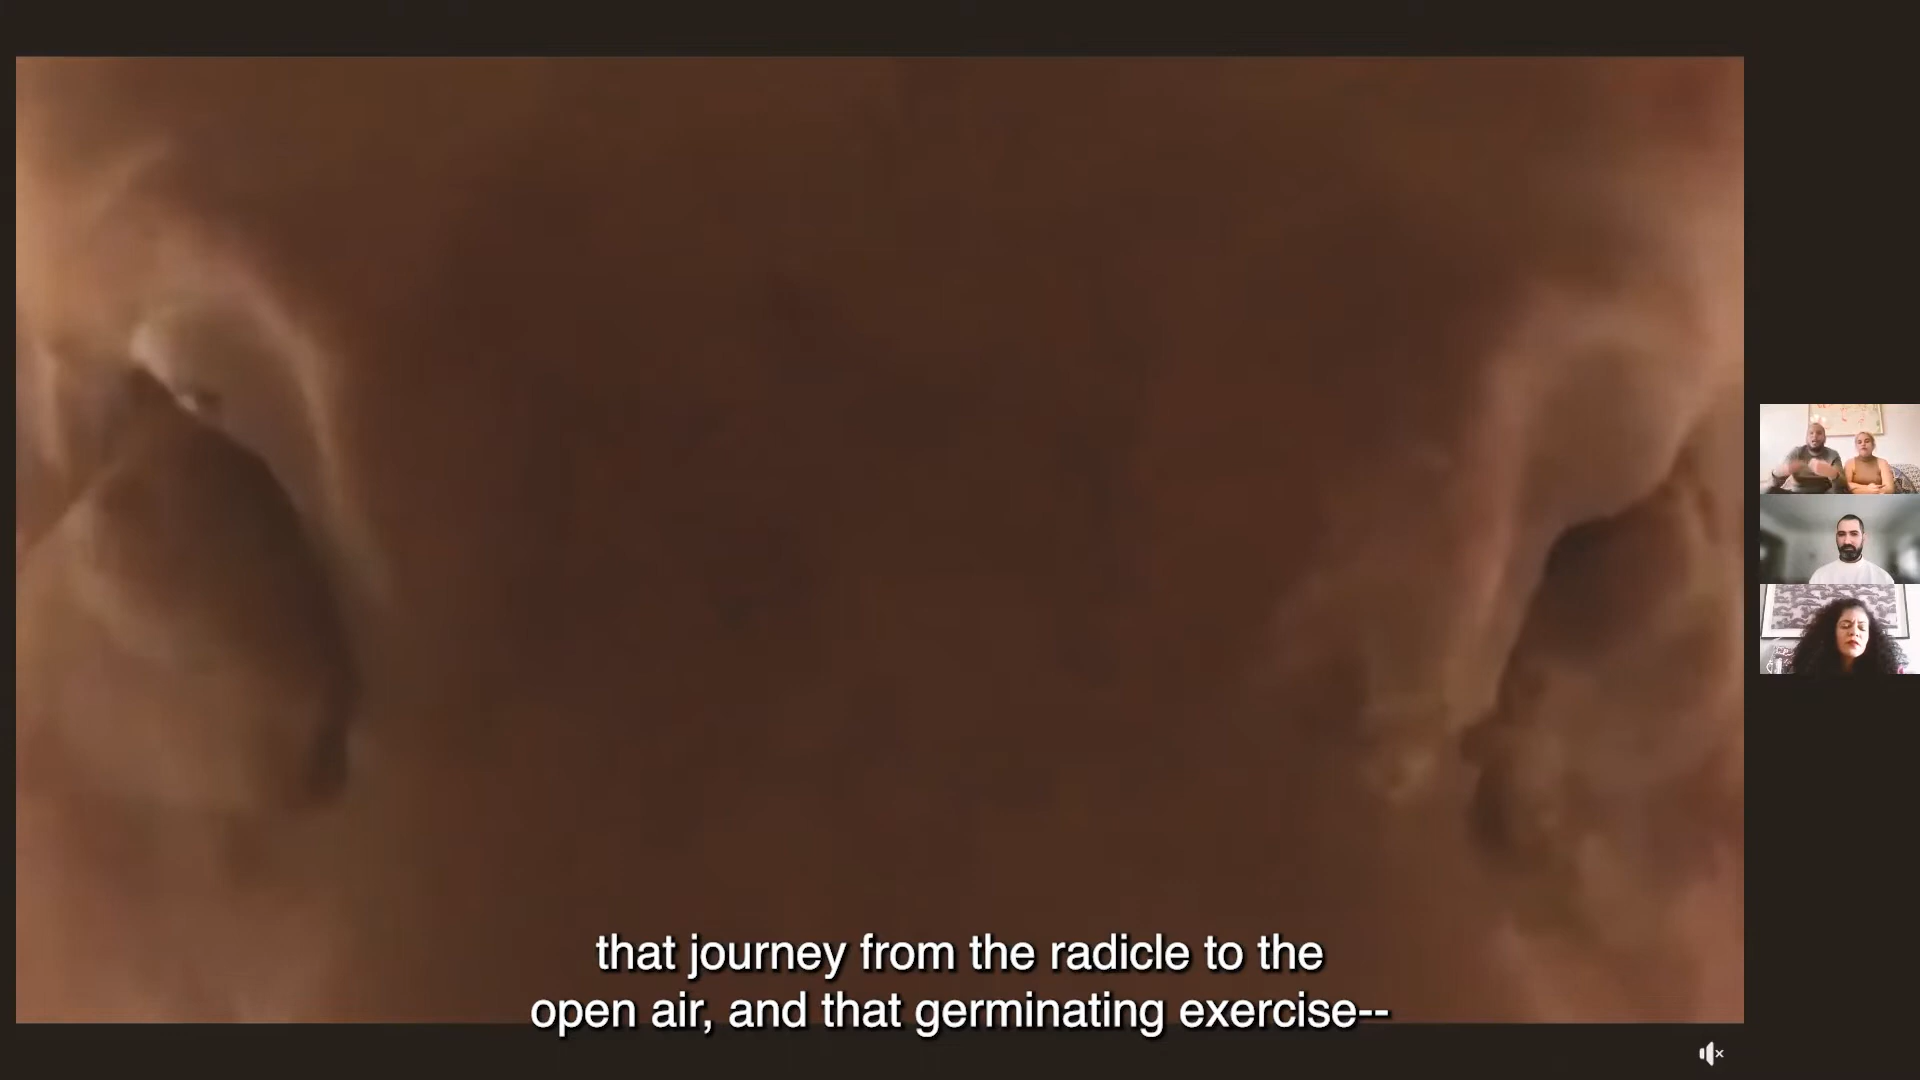 that journey from the radicle to the
open air, and that germinating exercise--